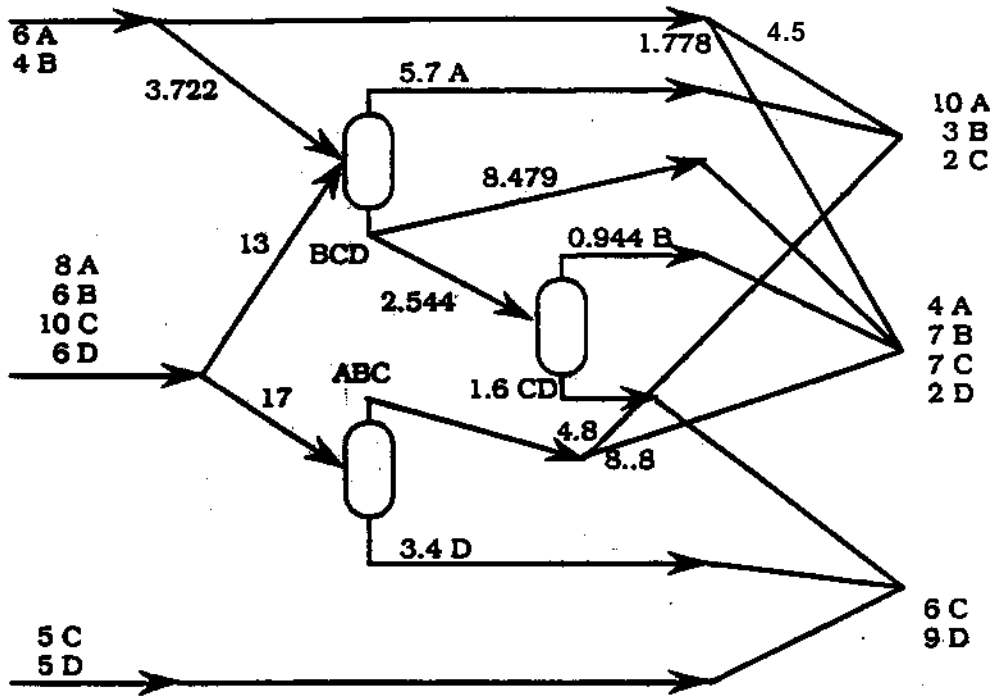 6 A
4 B
3.722
1.778
4.5
5.7 A
10 A
3 B
2 C
8.479
13
BCD
0.944 B
8 A
6 B
10 C
6 D
2.544
4 A
7 B
7 C
2 D
ABC
1.6 CD
17
4.8
8..8
3.4 D
6 C
9 D
5 C
5 D